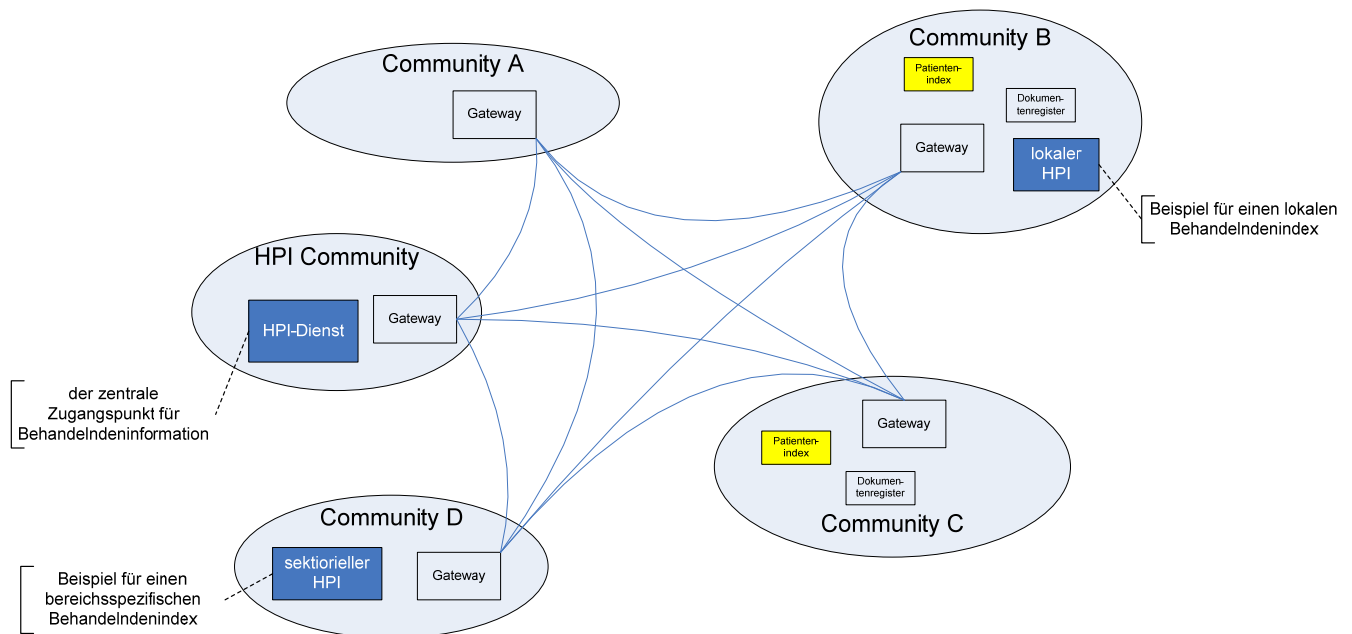 Community A
Gateway
Community B
Patienten-
index
Dokumen-
tenregister
Gateway
lokaler
HPI
Beispiel für einen lokalen
Behandelndenindex
HPI Community
HPI-Dienst
Gateway
der zentrale
Zugangspunkt für
Behandelndeninformation
Gateway
Patienten-
index
Dokumen-
tenregister
Community C
Community D
sektiorieller
HPI
Gateway
Beispiel für einen
bereichsspezifischen
Behandelndenindex